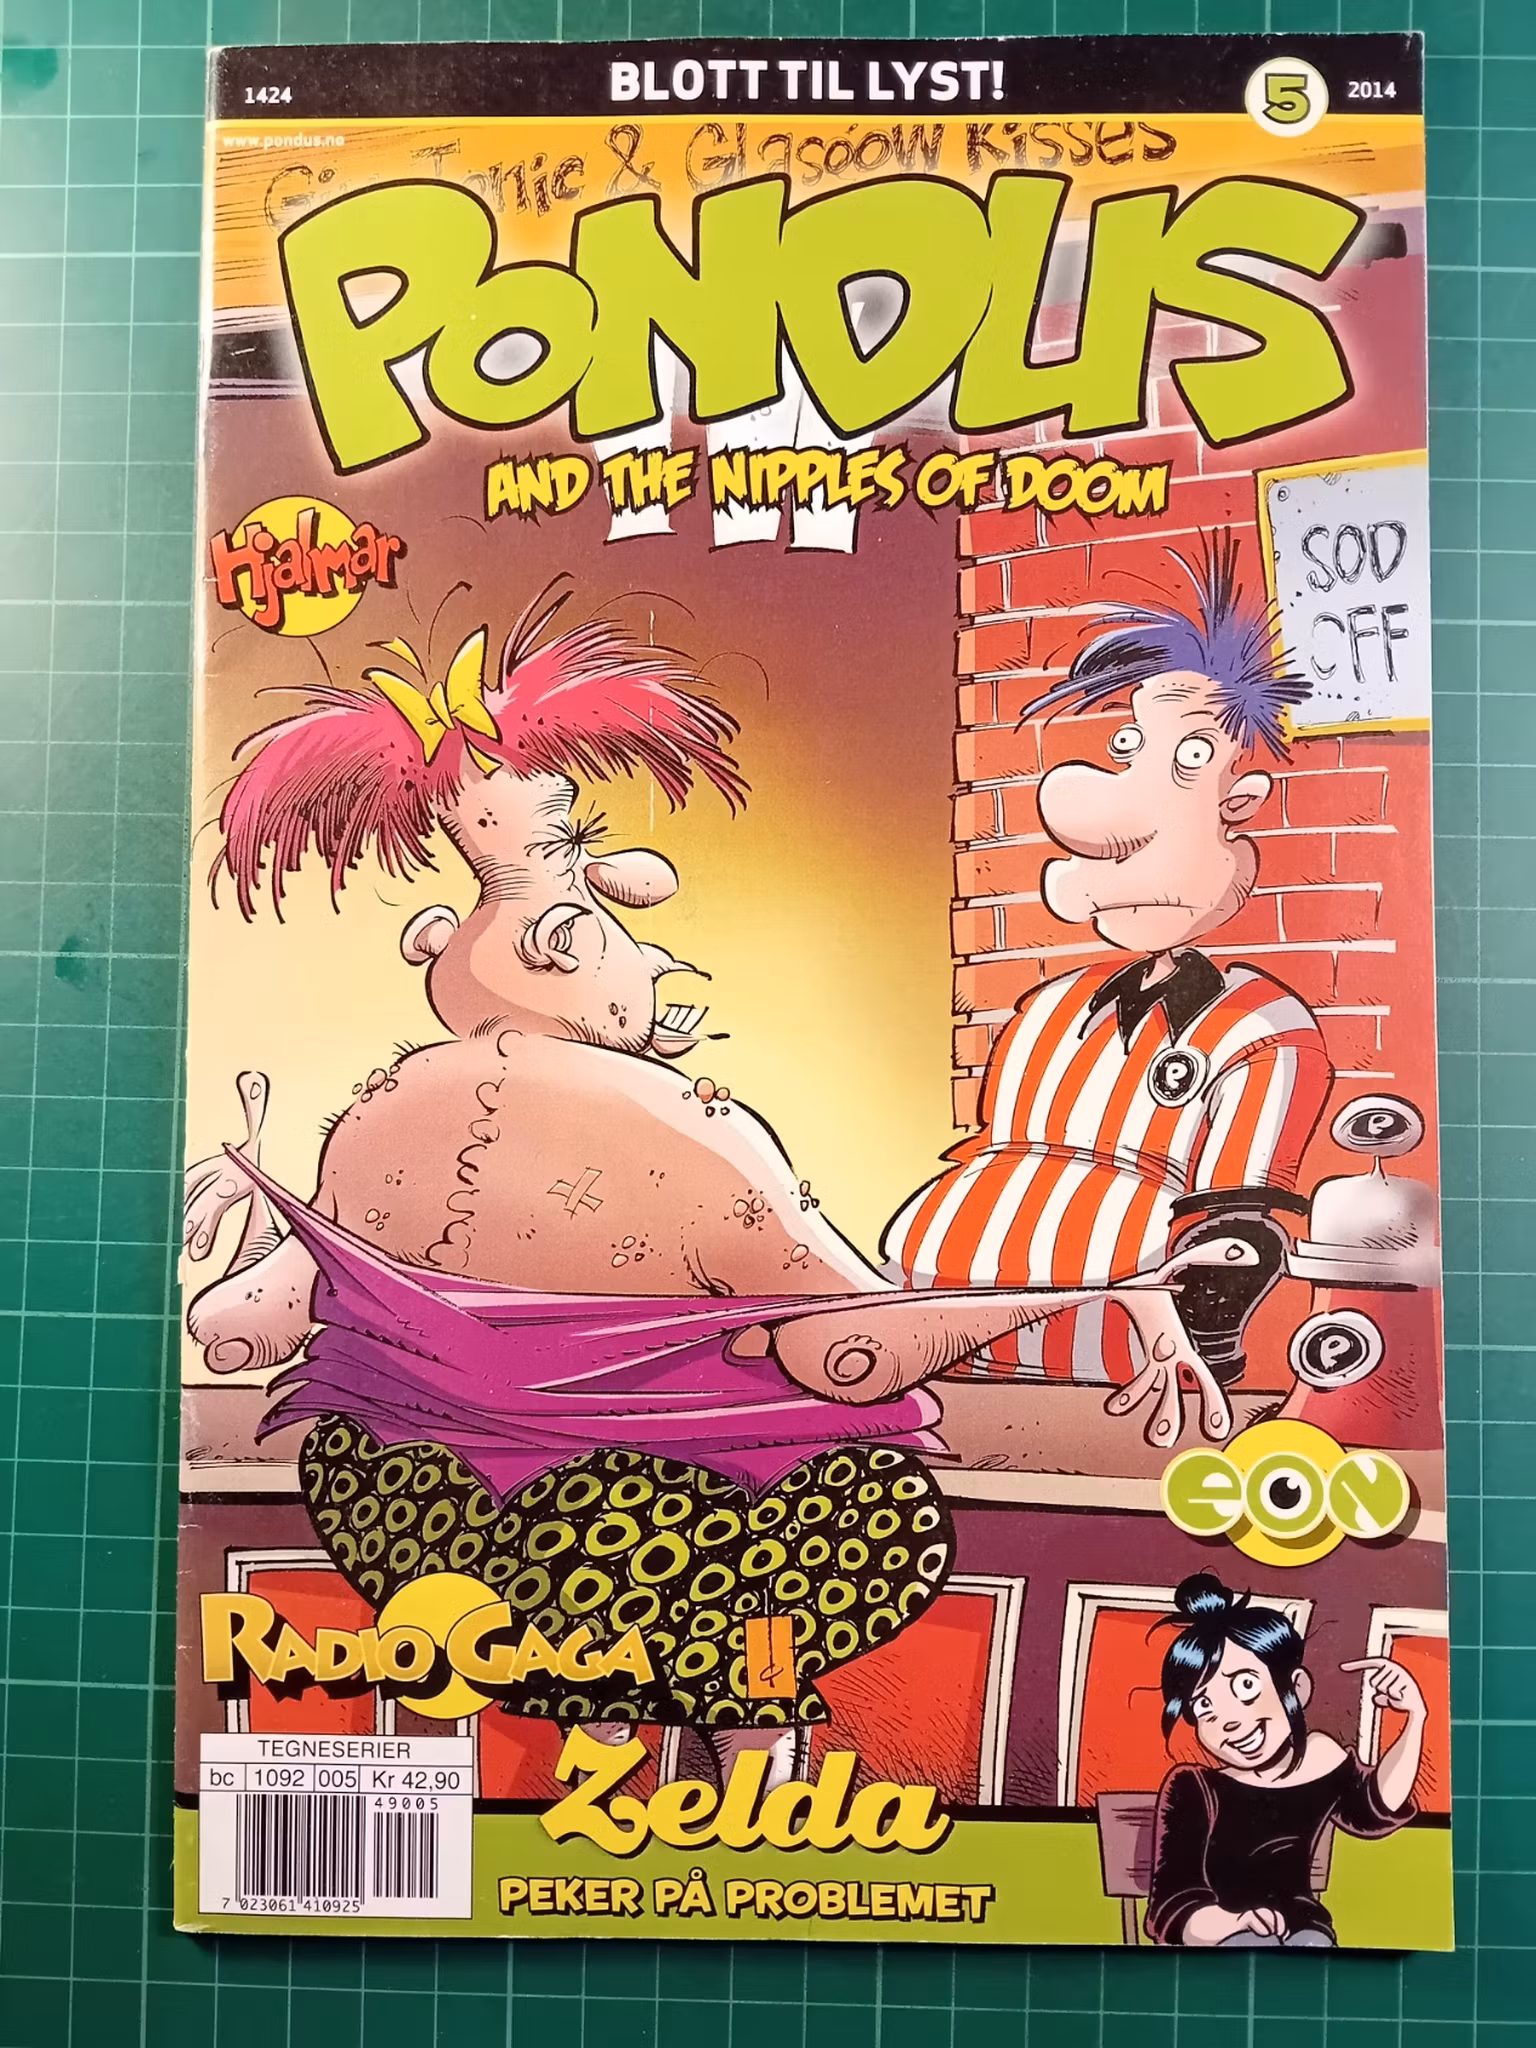 1424
BLOTT TIL LYST!
5
2014
www.pondus.no
Tonic & Glasgow Kisses
PONDUS
AND THE NIPPLES OF DOOM
Hjalmar
SOD
OFF
P
P
P
eON
RADIO GAGA
TEGNESERIER
bc 1092 005 Kr 42,90
49005
7 023061 410925
Zelda
PEKER PÅ PROBLEMET